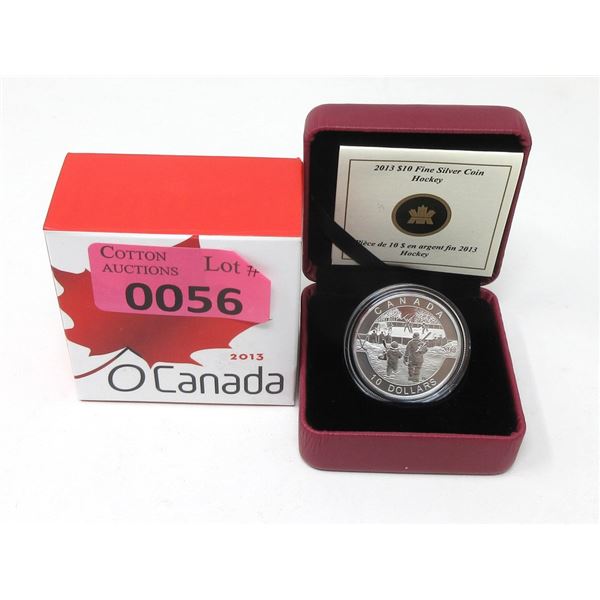 COTTON
AUCTIONS
Lot #
0056
2013
O Canada
2013 $10 Fine Silver Coin
Hockey
Pièce de 10 $ en argent fin 2013
Hockey
CANADA
10 DOLLARS